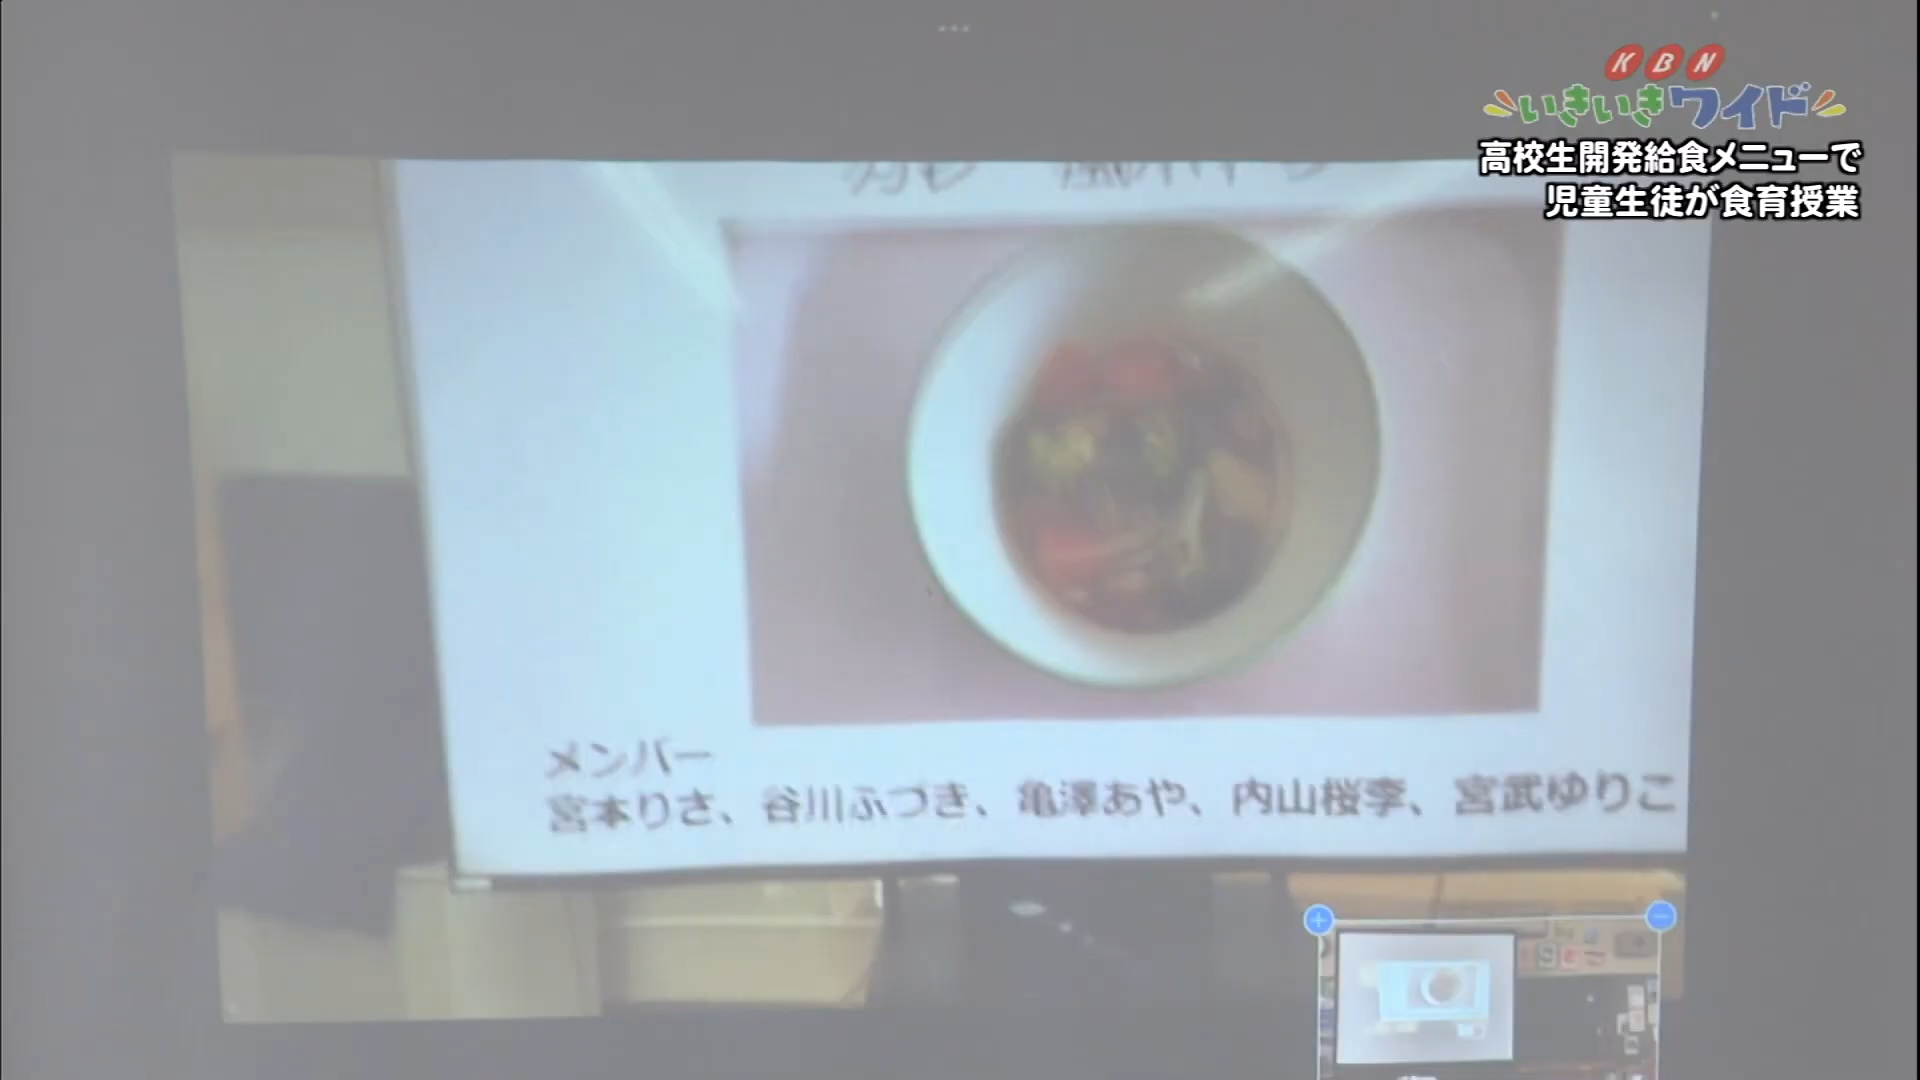 KBN
いきいきワイド
高校生開発給食メニューで
児童生徒が食育授業
メンバー
宮本りさ、谷川ふづき、亀澤あや、内山桜李、宮武ゆりこ